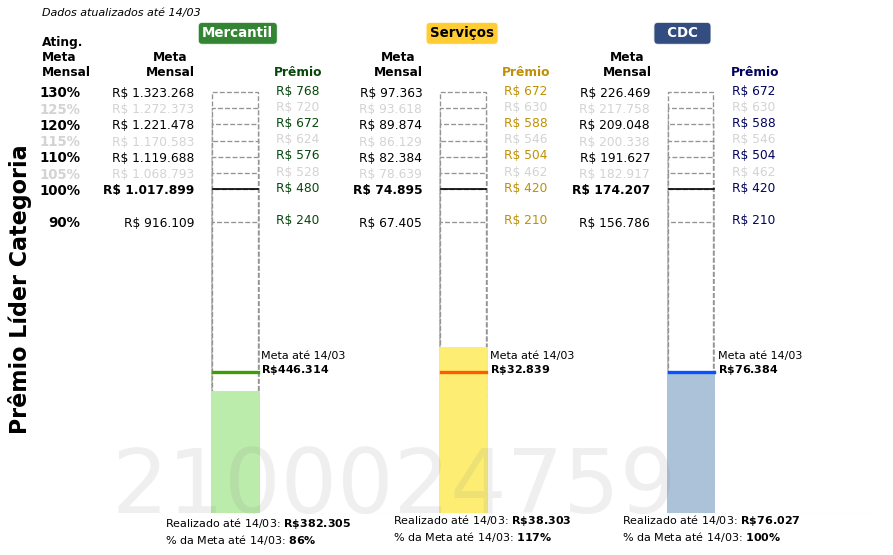 Dados atualizados até 14/03
Mercantil Serviços CDC
Ating. Meta Mensal Meta Mensal Prêmio Meta Mensal Prêmio Meta Mensal Prêmio
130% R$ 1.323.268 R$ 768 R$ 97.363 R$ 672 R$ 226.469 R$ 672
125% R$ 1.272.373 R$ 720 R$ 93.618 R$ 630 R$ 217.758 R$ 630
120% R$ 1.221.478 R$ 672 R$ 89.874 R$ 588 R$ 209.048 R$ 588
115% R$ 1.170.583 R$ 624 R$ 86.129 R$ 546 R$ 200.338 R$ 546
110% R$ 1.119.688 R$ 576 R$ 82.384 R$ 504 R$ 191.627 R$ 504
105% R$ 1.068.793 R$ 528 R$ 78.639 R$ 462 R$ 182.917 R$ 462
100% R$ 1.017.899 R$ 480 R$ 74.895 R$ 420 R$ 174.207 R$ 420
90% R$ 916.109 R$ 240 R$ 67.405 R$ 210 R$ 156.786 R$ 210
Prêmio Líder Categoria
Meta até 14/03 Meta até 14/03 Meta até 14/03
R$446.314 R$32.839 R$76.384
2100024759
Realizado até 14/03: R$382.305 Realizado até 14/03: R$38.303 Realizado até 14/03: R$76.027
% da Meta até 14/03: 86% % da Meta até 14/03: 117% % da Meta até 14/03: 100%